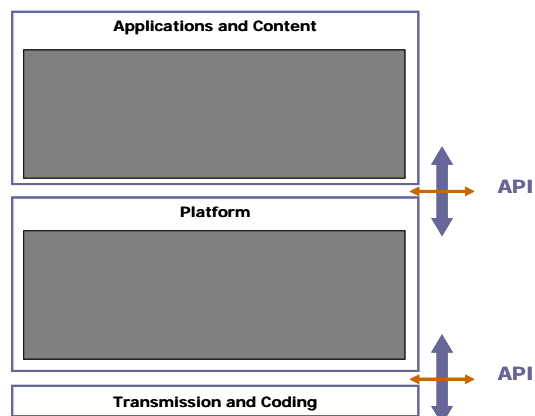 Applications and Content
API
Platform
API
Transmission and Coding